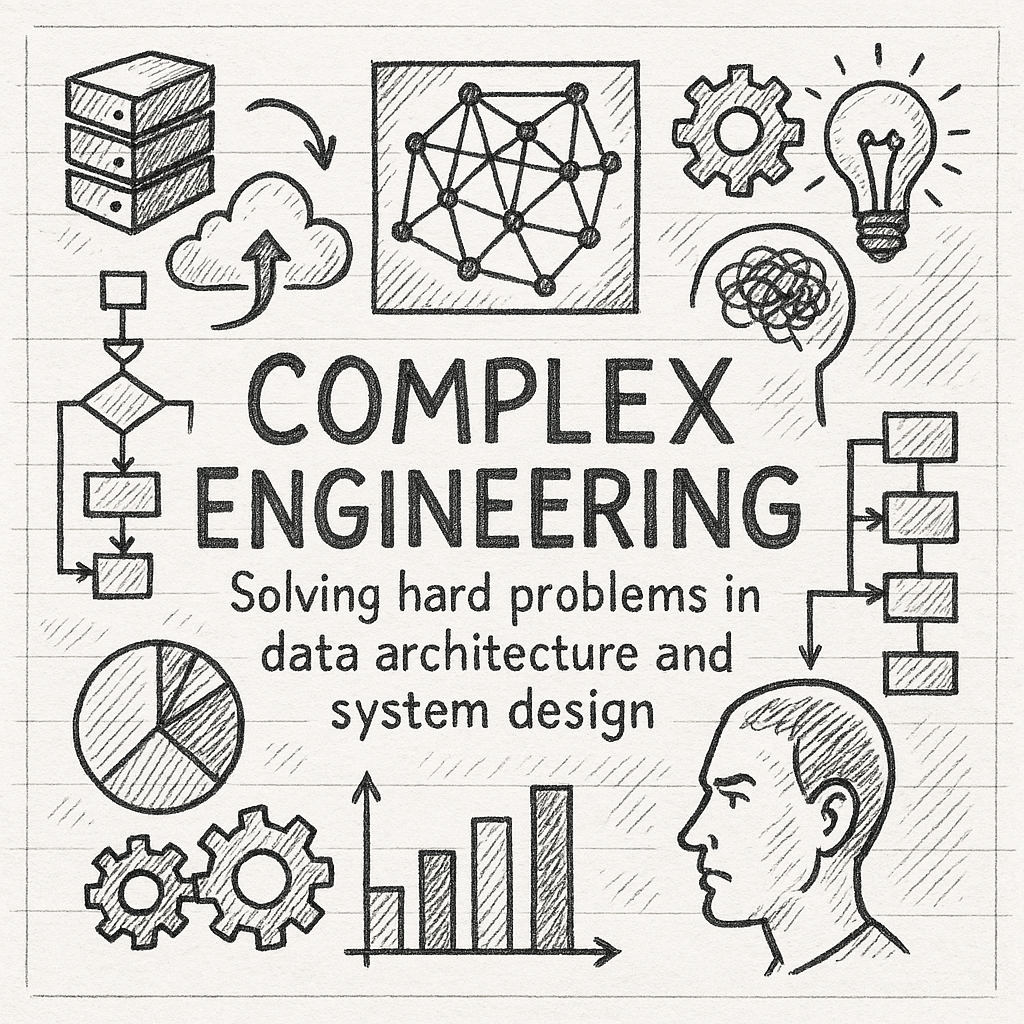 COMPLEX
ENGINEERING
Solving hard problems in
data architecture and
system design